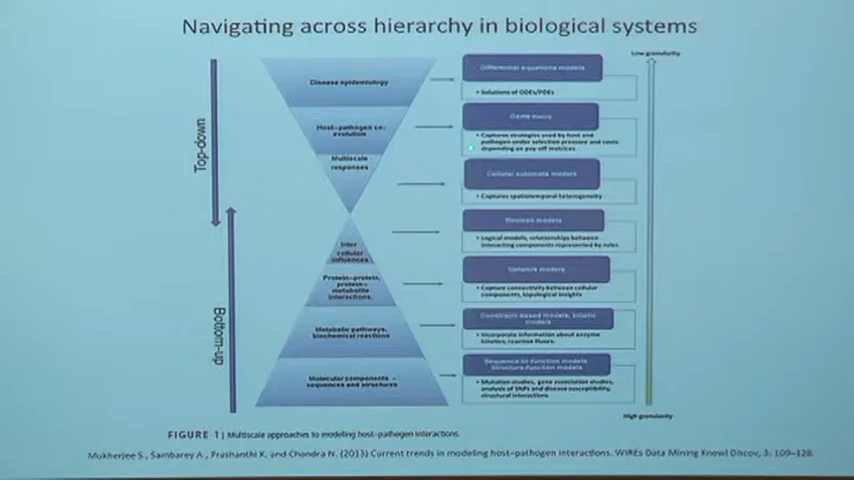 Navigating across hierarchy in biological systems
Low granularity
Top-down
Disease epidemiology
Differential equations models
• Solutions of ODEs/PDEs
Host–pathogen co-
evolution
Game theory
• Captures strategies used by host and
pathogen under selection pressure and costs
depending on pay off matrices
Multiscale
responses
Cellular automata models
• Captures spatiotemporal heterogeneity
Bottom-up
Inter
cellular
influences
Boolean models
• Logical models, relationships between
interacting components represented by rules
Protein–protein,
protein–
metabolite
interactions.
Network models
• Capture connectivity between cellular
components, topological insights
Metabolic pathways,
biochemical reactions
Constraint based models, kinetic
models
• Incorporate information about enzyme
kinetics, reaction fluxes.
Molecular components -
sequences and structures
Sequence-to-Function models
Structure-Function models
• Mutation studies, gene association studies,
analysis of SNPs and disease susceptibility,
structural interactions
High granularity
FIGURE 1 | Multiscale approaches to modeling host–pathogen interactions.
Mukherjee S., Sambarey A., Prashanthi K. and Chandra N. (2013) Current trends in modeling host–pathogen interactions. WIREs Data Mining Knowl Discov, 3: 109–128.